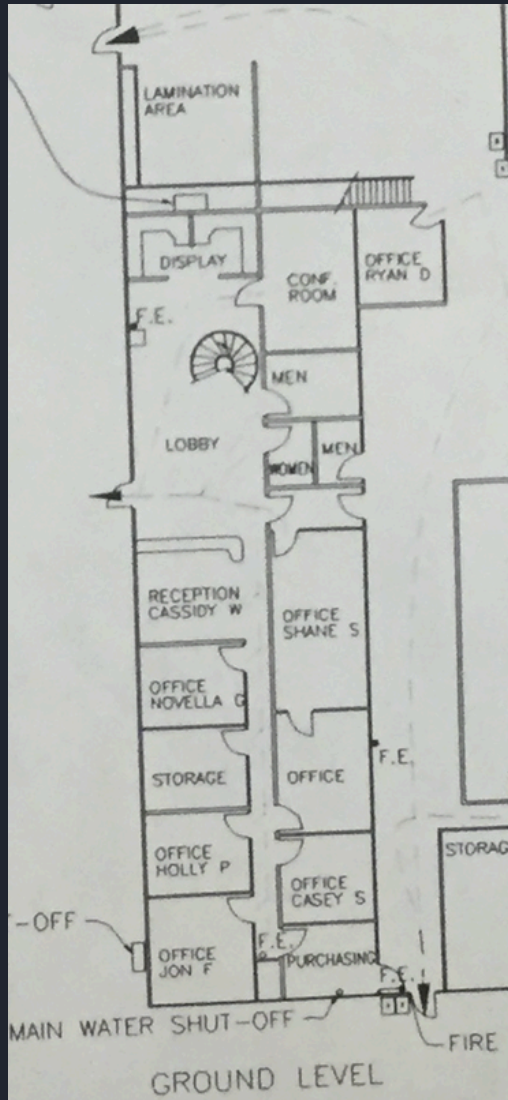 LAMINATION
AREA
DISPLAY
OFFICE
RYAN D
CONF.
ROOM
F.E.
MEN
LOBBY
WOMEN
MEN
RECEPTION
CASSIDY W
OFFICE
SHANE S
OFFICE
NOVELLA G
F.E.
STORAGE
OFFICE
OFFICE
HOLLY P
STORAG
OFFICE
CASEY S
-OFF
OFFICE
JON F
F.E.
PURCHASING
F.E.
MAIN WATER SHUT-OFF
FIRE
GROUND LEVEL